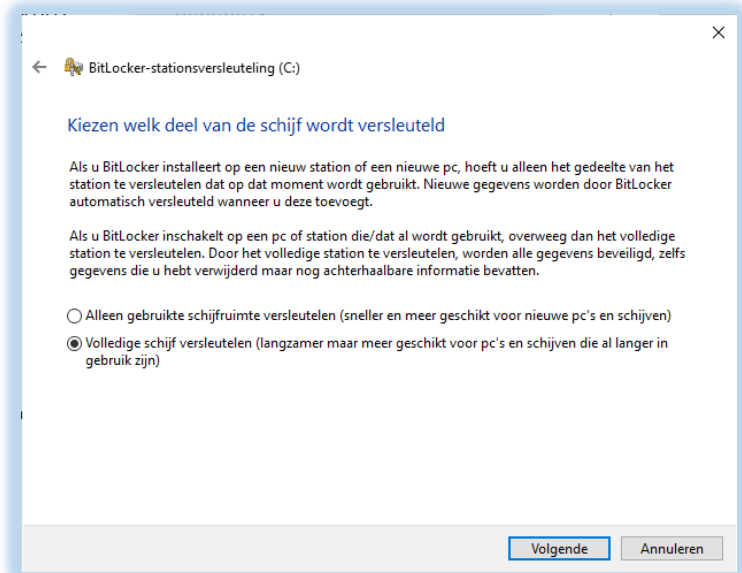 BitLocker-stationsversleuteling (C:)
Kiezen welk deel van de schijf wordt versleuteld
Als u BitLocker installeert op een nieuw station of een nieuwe pc, hoeft u alleen het gedeelte van het
station te versleutelen dat op dat moment wordt gebruikt. Nieuwe gegevens worden door BitLocker
automatisch versleuteld wanneer u deze toevoegt.
Als u BitLocker inschakelt op een pc of station die/dat al wordt gebruikt, overweeg dan het volledige
station te versleutelen. Door het volledige station te versleutelen, worden alle gegevens beveiligd, zelfs
gegevens die u hebt verwijderd maar nog achterhaalbare informatie bevatten.
Alleen gebruikte schijfruimte versleutelen (sneller en meer geschikt voor nieuwe pc's en schijven)
Volledige schijf versleutelen (langzamer maar meer geschikt voor pc's en schijven die al langer in
gebruik zijn)
Volgende Annuleren